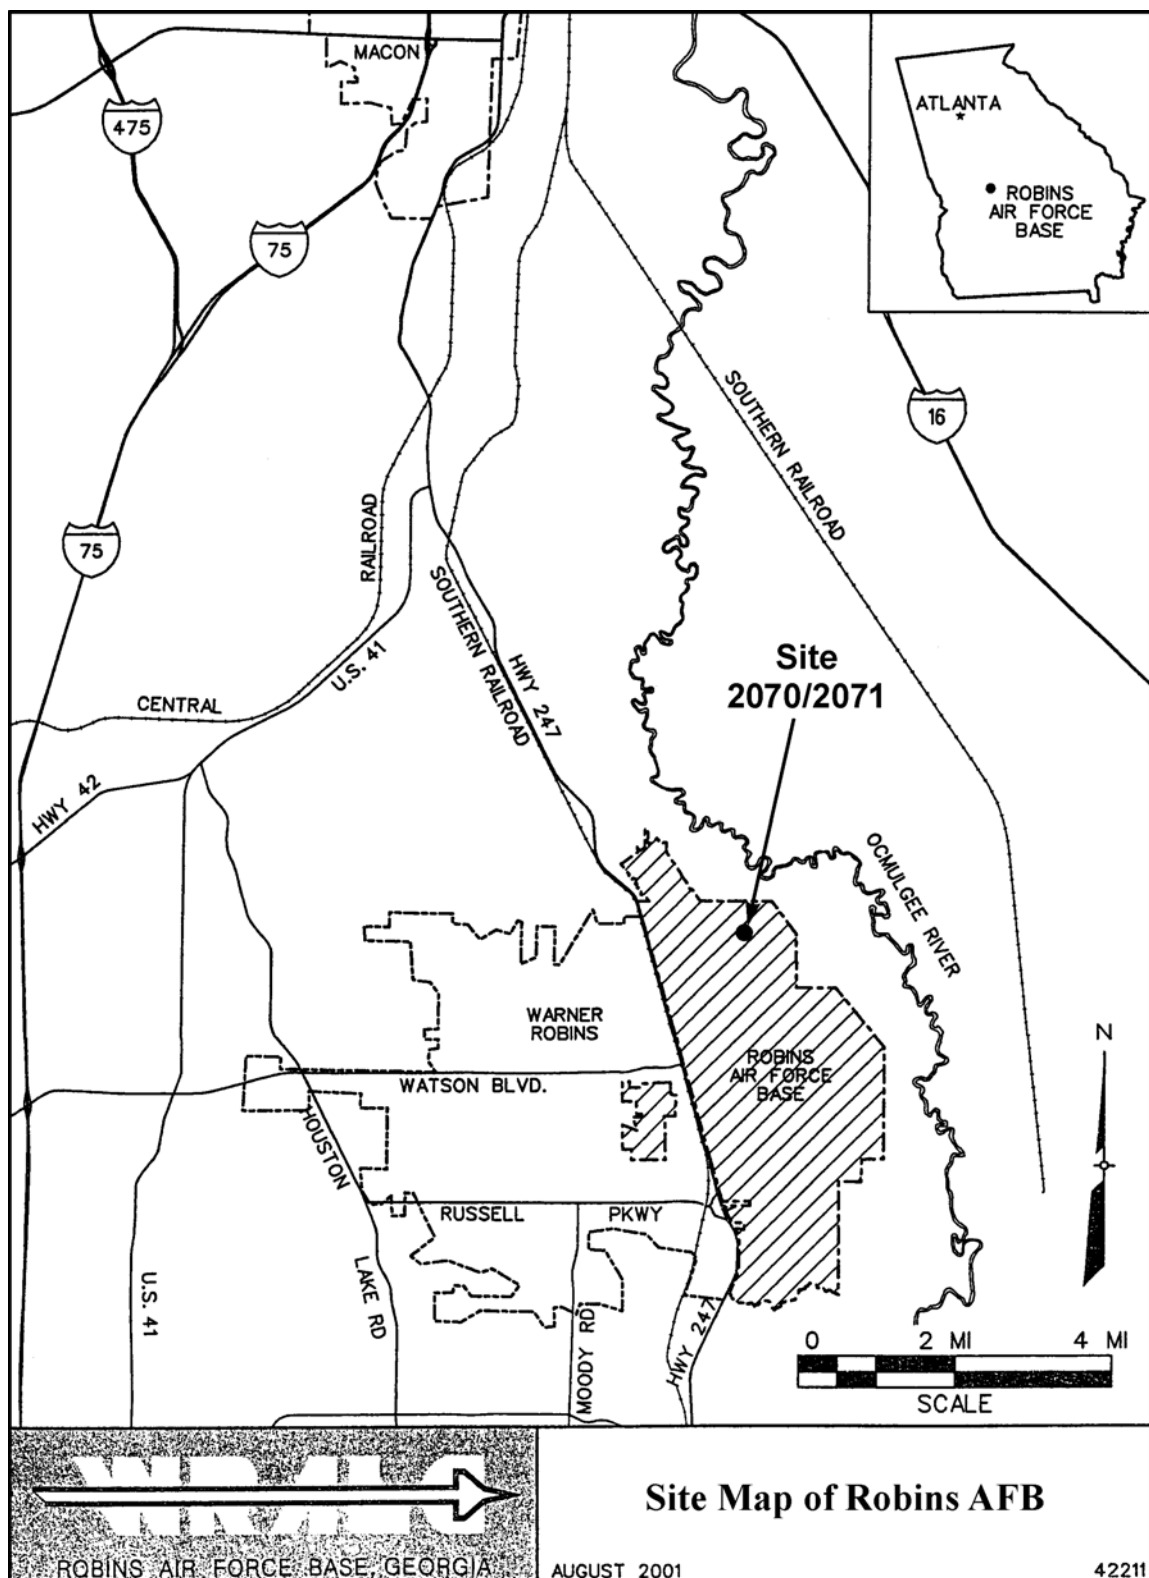 MACON
475
75
ATLANTA
*
ROBINS
AIR FORCE
BASE
16
SOUTHERN RAILROAD
75
RAILROAD
U.S. 41
SOUTHERN RAILROAD
HWY 247
CENTRAL
HWY 42
Site
2070/2071
OCMULGEE RIVER
WARNER
ROBINS
ROBINS
AIR FORCE
BASE
N
WATSON BLVD.
HOUSTON
RUSSELL
PKWY
U.S. 41
LAKE RD
MOODY RD
HWY 247
0 2 MI 4 MI
SCALE
WRALC
ROBINS AIR FORCE BASE, GEORGIA
Site Map of Robins AFB
AUGUST 2001
42211